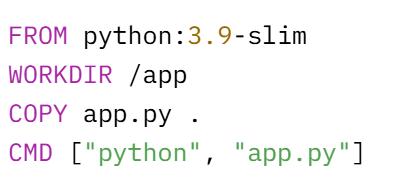 FROM python:3.9-slim
WORKDIR /app
COPY app.py .
CMD ["python", "app.py"]